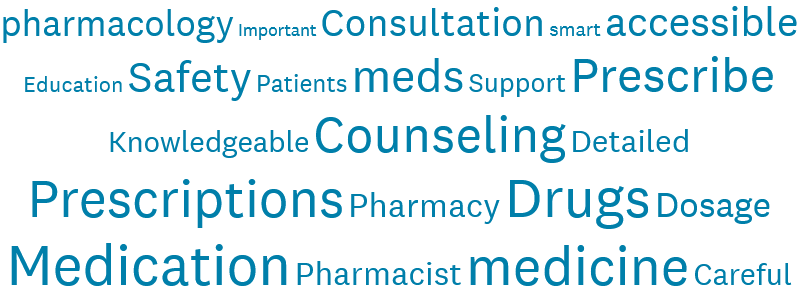 pharmacology Important Consultation smart accessible
Education Safety Patients meds Support Prescribe
Knowledgeable Counseling Detailed
Prescriptions Pharmacy Drugs Dosage
Medication Pharmacist medicine Careful